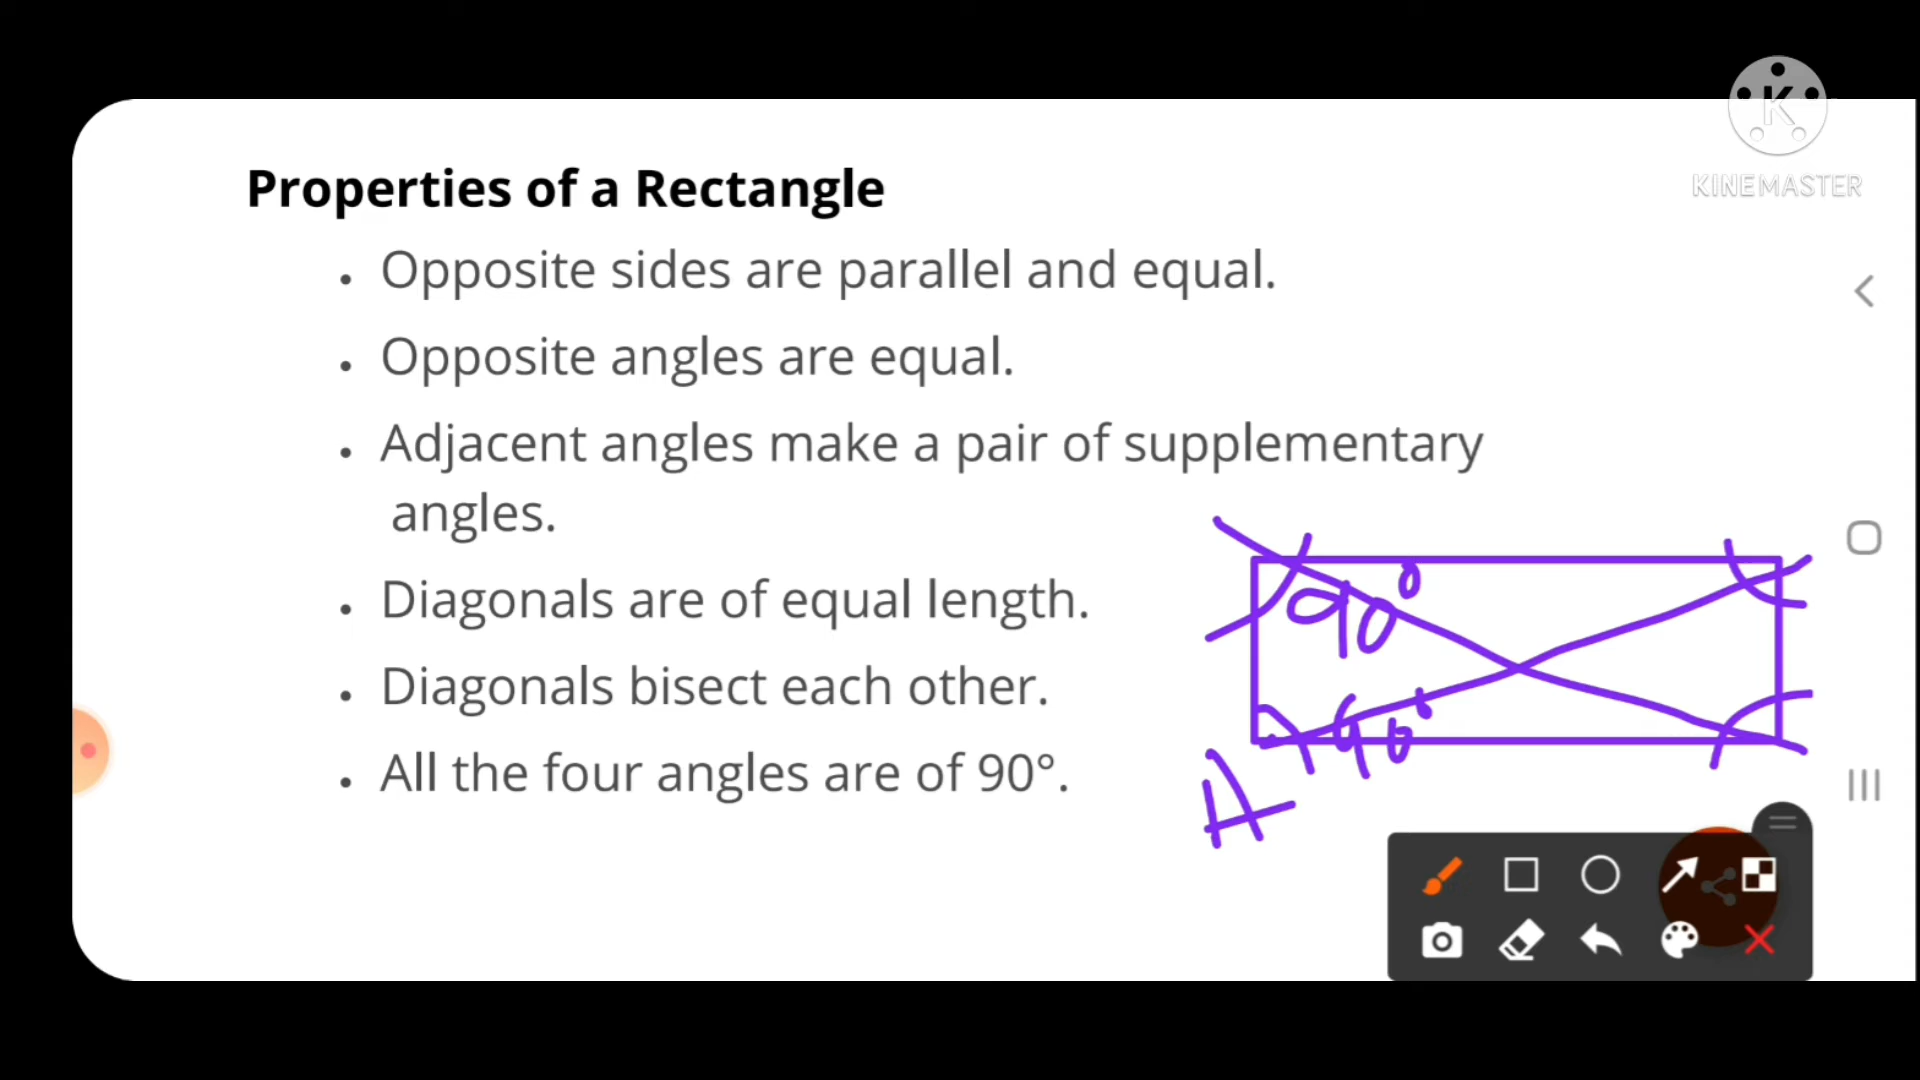 K
KINEMASTER
Properties of a Rectangle
• Opposite sides are parallel and equal.
• Opposite angles are equal.
• Adjacent angles make a pair of supplementary
angles.
• Diagonals are of equal length.
• Diagonals bisect each other.
• All the four angles are of 90°.
90°
90°
A